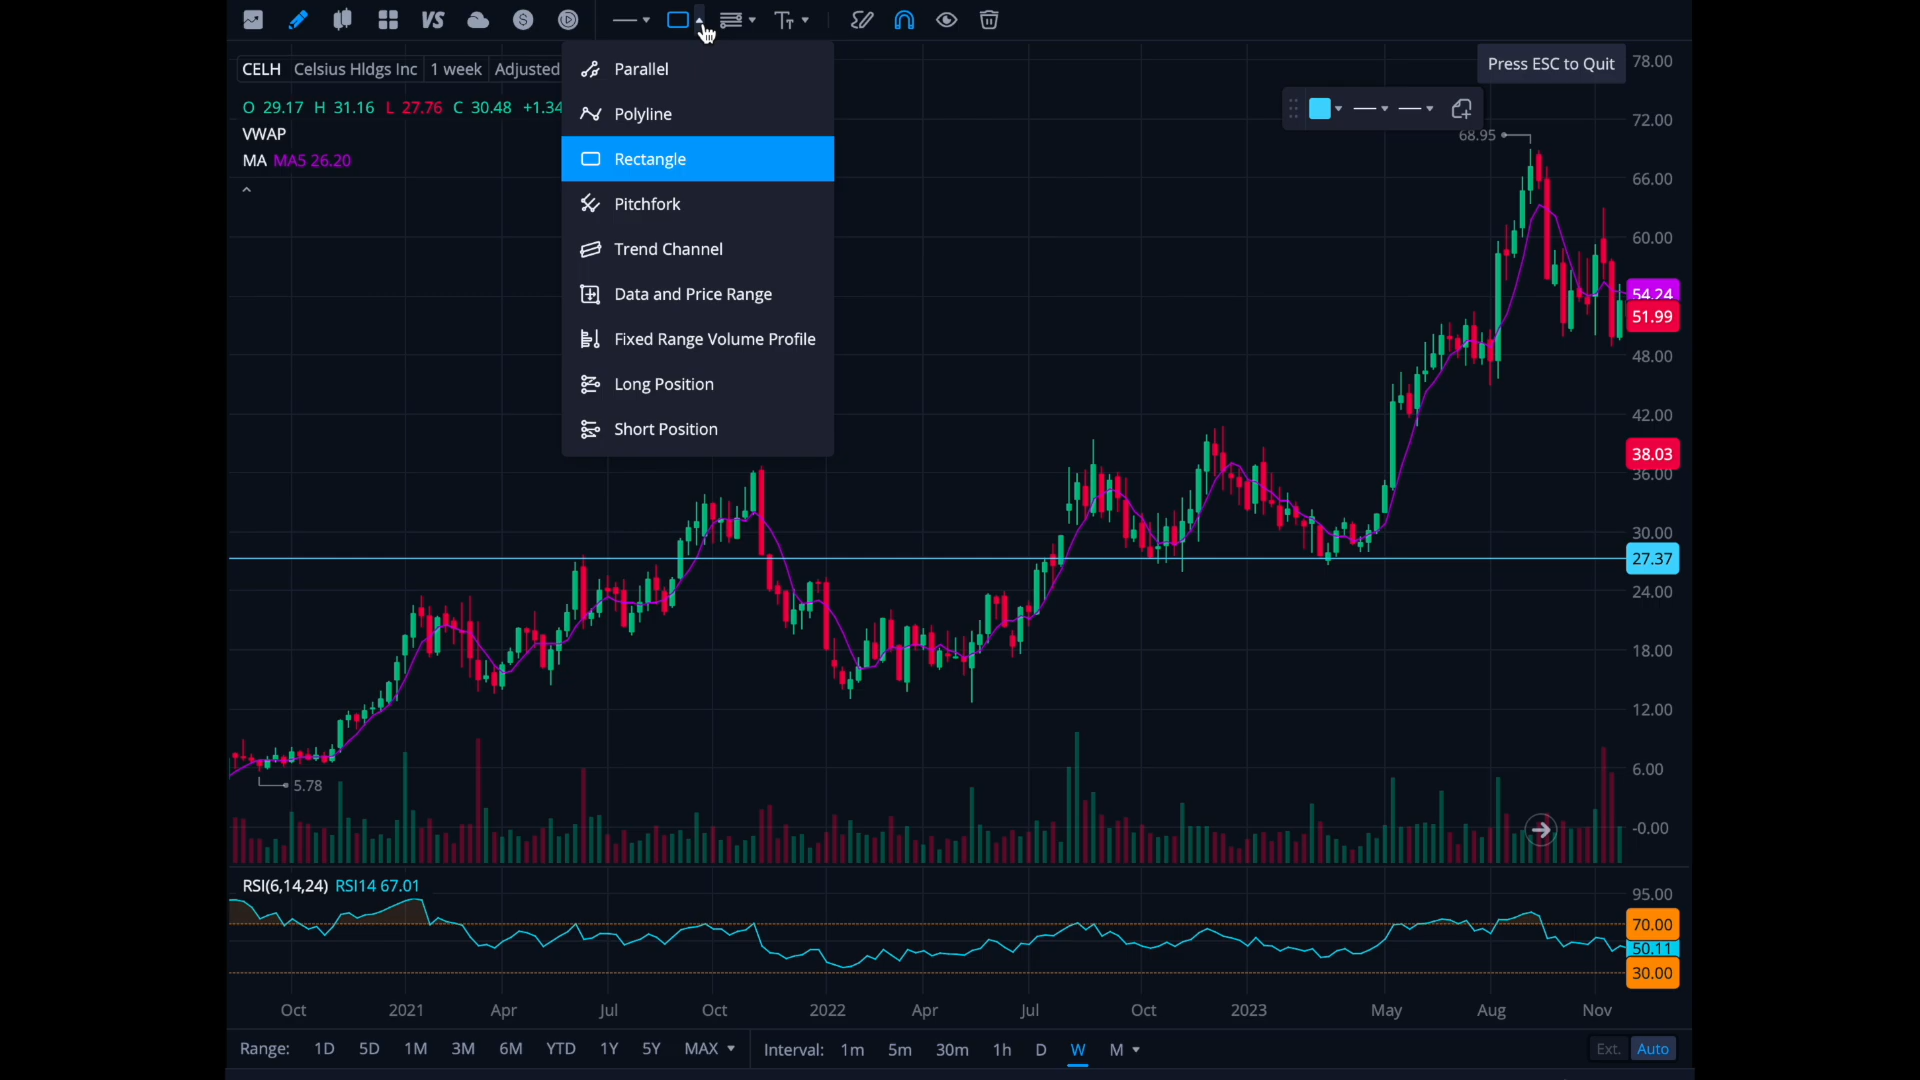 VS
CELH Celsius Hldgs Inc 1 week Adjusted
Press ESC to Quit
O 29.17 H 31.16 L 27.76 C 30.48 +1.34
VWAP
MA MA5 26.20
Parallel
Polyline
Rectangle
Pitchfork
Trend Channel
Data and Price Range
Fixed Range Volume Profile
Long Position
Short Position
68.95
5.78
78.00
72.00
66.00
60.00
54.24
51.99
48.00
42.00
38.03
36.00
30.00
27.37
24.00
18.00
12.00
6.00
-0.00
RSI(6,14,24) RSI14 67.01
95.00
70.00
50.11
30.00
Oct 2021 Apr Jul Oct 2022 Apr Jul Oct 2023 May Aug Nov
Range: 1D 5D 1M 3M 6M YTD 1Y 5Y MAX Interval: 1m 5m 30m 1h D W M Ext. Auto